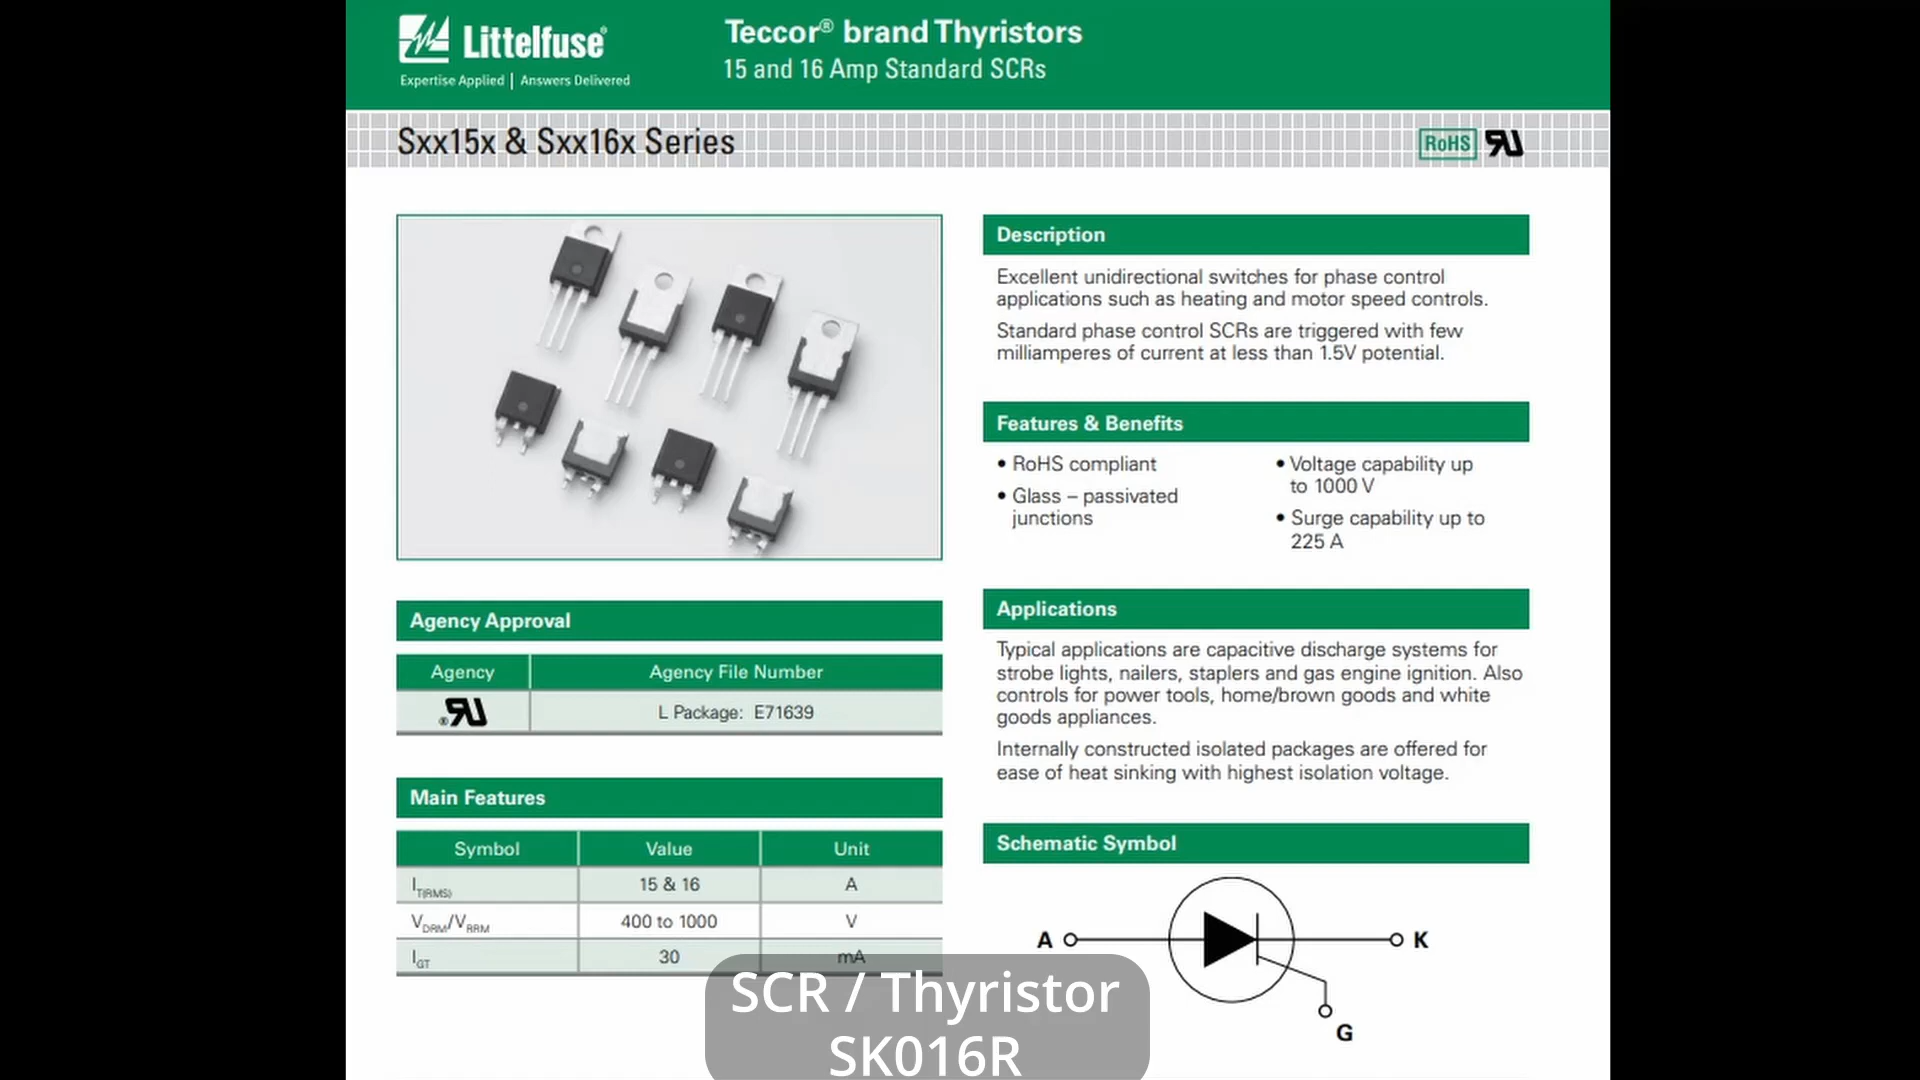 Littelfuse®
Expertise Applied | Answers Delivered
Teccor® brand Thyristors
15 and 16 Amp Standard SCRs
Sxx15x & Sxx16x Series
RoHS
Agency Approval
Agency Agency File Number
® L Package: E71639
Main Features
Symbol Value Unit
IT(RMS) 15 & 16 A
VDRM/VRRM 400 to 1000 V
IGT 30 mA
Description
Excellent unidirectional switches for phase control
applications such as heating and motor speed controls.
Standard phase control SCRs are triggered with few
milliamperes of current at less than 1.5V potential.
Features & Benefits
• RoHS compliant
• Glass – passivated
junctions
• Voltage capability up
to 1000 V
• Surge capability up to
225 A
Applications
Typical applications are capacitive discharge systems for
strobe lights, nailers, staplers and gas engine ignition. Also
controls for power tools, home/brown goods and white
goods appliances.
Internally constructed isolated packages are offered for
ease of heat sinking with highest isolation voltage.
Schematic Symbol
A K
G
SCR / Thyristor
SK016R